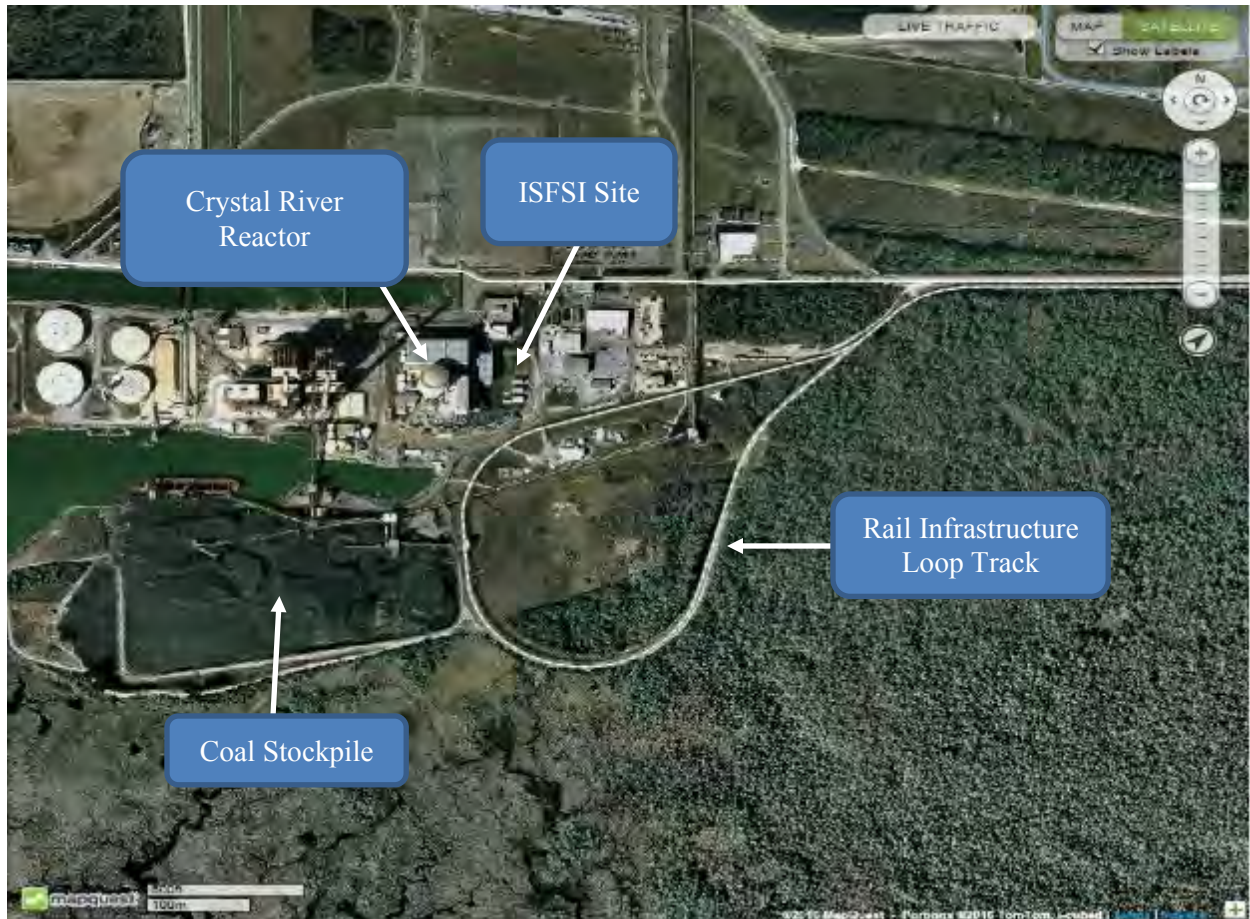 LIVE TRAFFIC
MAP
SATELLITE
Show Labels
N
Crystal River
Reactor
ISFSI Site
Rail Infrastructure
Loop Track
Coal Stockpile
mapquest
100m